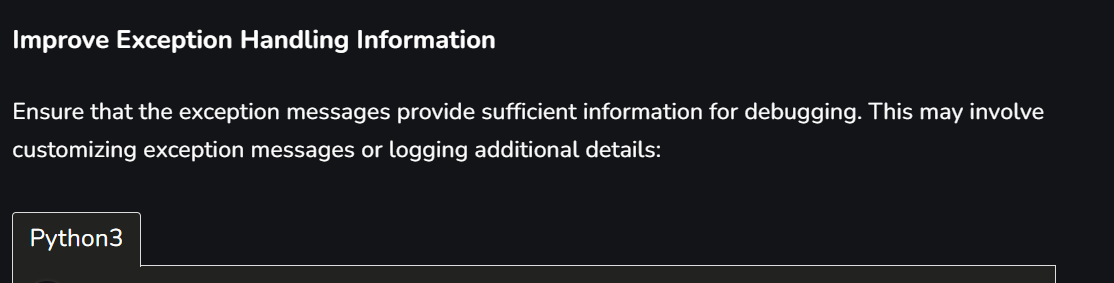 Improve Exception Handling Information
Ensure that the exception messages provide sufficient information for debugging. This may involve
customizing exception messages or logging additional details:
Python3